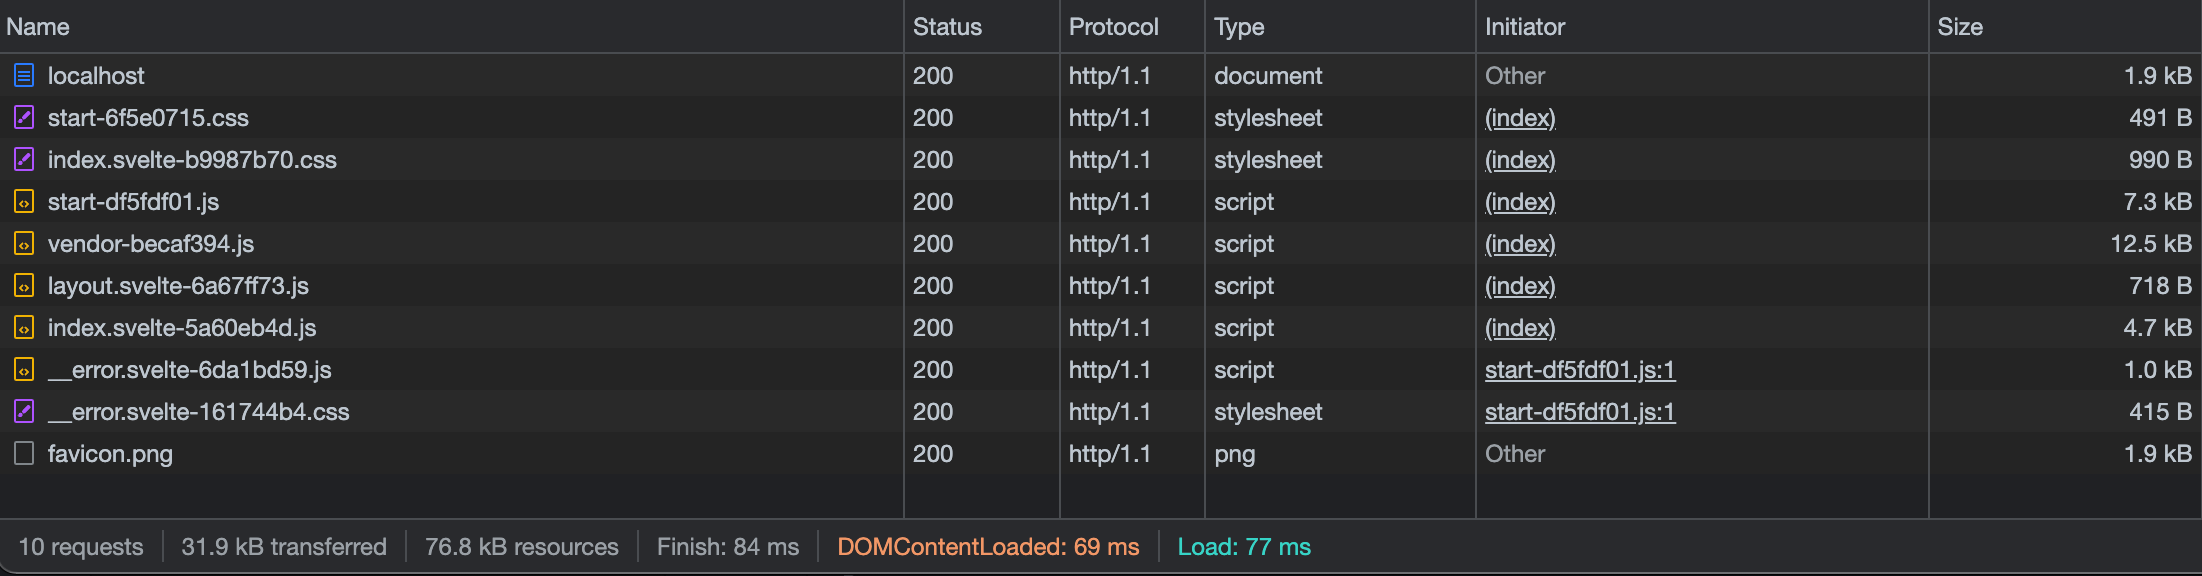 Name Status Protocol Type Initiator Size
localhost 200 http/1.1 document Other 1.9 kB
start-6f5e0715.css 200 http/1.1 stylesheet (index) 491 B
index.svelte-b9987b70.css 200 http/1.1 stylesheet (index) 990 B
start-df5fdf01.js 200 http/1.1 script (index) 7.3 kB
vendor-becaf394.js 200 http/1.1 script (index) 12.5 kB
layout.svelte-6a67ff73.js 200 http/1.1 script (index) 718 B
index.svelte-5a60eb4d.js 200 http/1.1 script (index) 4.7 kB
__error.svelte-6da1bd59.js 200 http/1.1 script start-df5fdf01.js:1 1.0 kB
__error.svelte-161744b4.css 200 http/1.1 stylesheet start-df5fdf01.js:1 415 B
favicon.png 200 http/1.1 png Other 1.9 kB
10 requests 31.9 kB transferred 76.8 kB resources Finish: 84 ms DOMContentLoaded: 69 ms Load: 77 ms